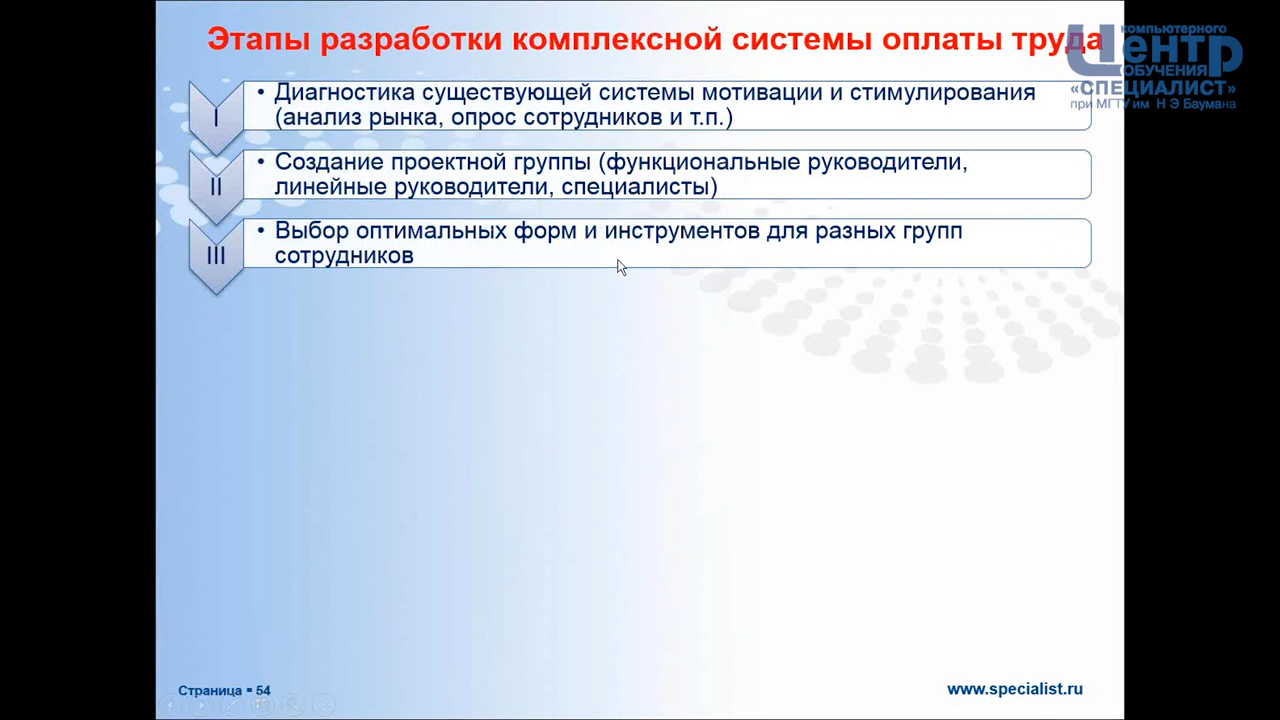 Этапы разработки комплексной системы оплаты труда
компьютерного
Центр
ОБУЧЕНИЯ
«СПЕЦИАЛИСТ»
при МГТУ им Н Э Баумана
I
• Диагностика существующей системы мотивации и стимулирования
(анализ рынка, опрос сотрудников и т.п.)
II
• Создание проектной группы (функциональные руководители,
линейные руководители, специалисты)
III
• Выбор оптимальных форм и инструментов для разных групп
сотрудников
Страница ▪ 54
www.specialist.ru